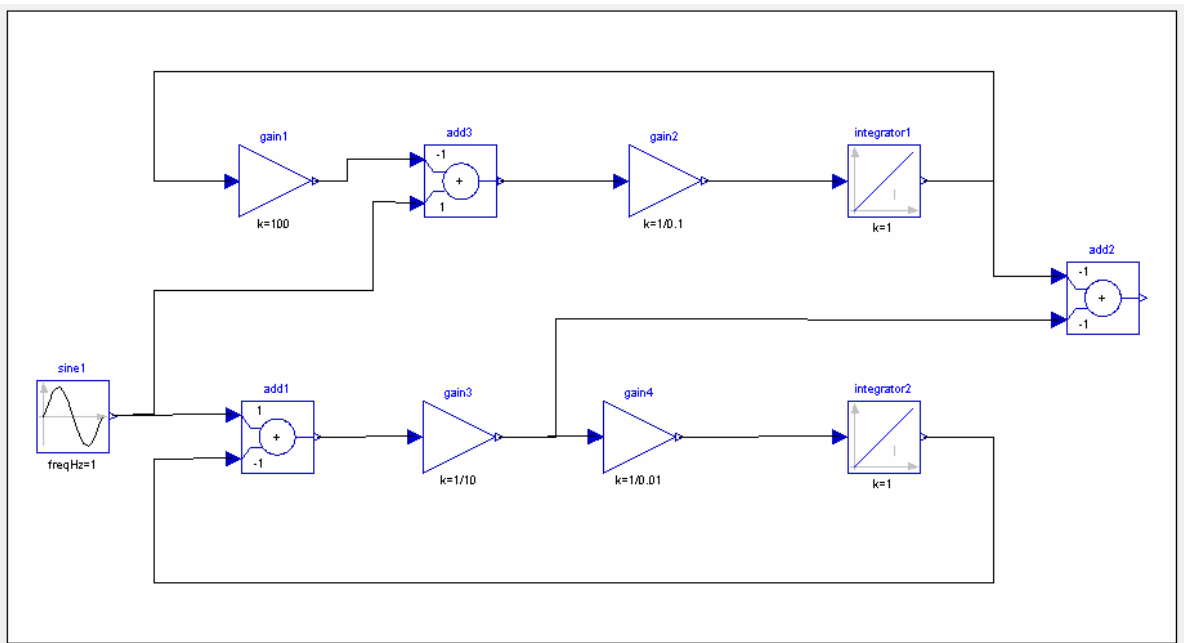 gain1
-1
1
k=100
add3
+
gain2
k=1/0.1
integrator1
I
k=1
add2
-1
+
-1
sine1
freqHz=1
add1
1
+
-1
gain3
k=1/10
gain4
k=1/0.01
integrator2
I
k=1